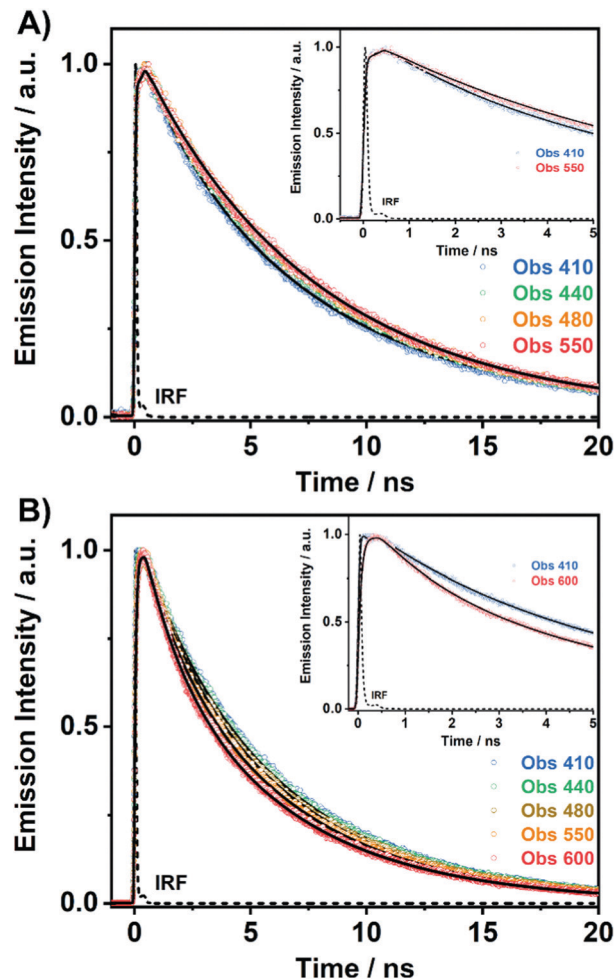 A)
Emission Intensity / a.u.
1.0
0.5
0.0
IRF
0
5
10
15
20
Time / ns
Emission Intensity / a.u.
1.0
0.5
0.0
IRF
Obs 410
Obs 550
0
1
2
3
4
5
Time / ns
Obs 410
Obs 440
Obs 480
Obs 550
B)
Emission Intensity / a.u.
1.0
0.5
0.0
IRF
0
5
10
15
20
Time / ns
Emission Intensity / a.u.
1.0
0.5
0.0
IRF
Obs 410
Obs 600
0
1
2
3
4
5
Time / ns
Obs 410
Obs 440
Obs 480
Obs 550
Obs 600